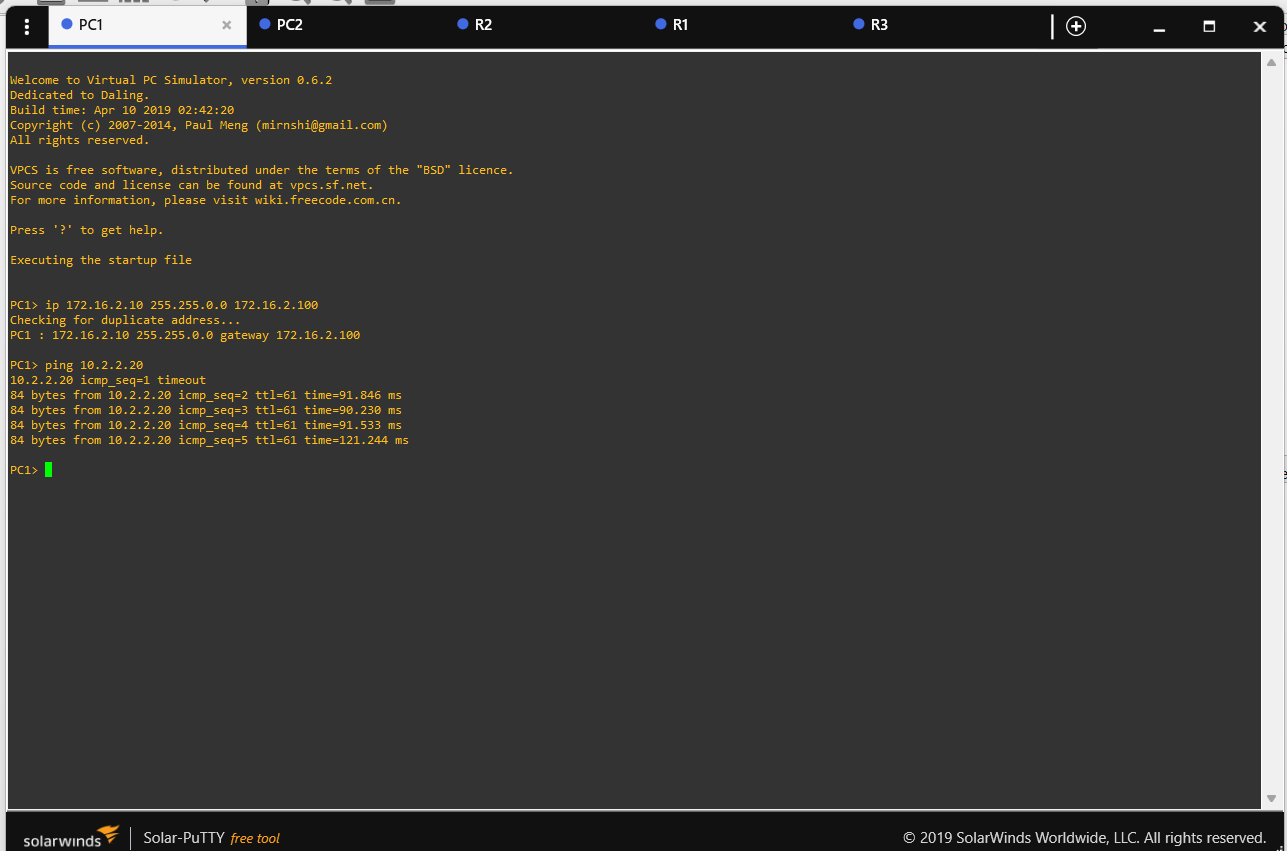 PC1
PC2
R2
R1
R3
Welcome to Virtual PC Simulator, version 0.6.2
Dedicated to Daling.
Build time: Apr 10 2019 02:42:20
Copyright (c) 2007-2014, Paul Meng (mirnshi@gmail.com)
All rights reserved.
VPCS is free software, distributed under the terms of the "BSD" licence.
Source code and license can be found at vpcs.sf.net.
For more information, please visit wiki.freecode.com.cn.
Press '?' to get help.
Executing the startup file
PC1> ip 172.16.2.10 255.255.0.0 172.16.2.100
Checking for duplicate address...
PC1 : 172.16.2.10 255.255.0.0 gateway 172.16.2.100
PC1> ping 10.2.2.20
10.2.2.20 icmp_seq=1 timeout
84 bytes from 10.2.2.20 icmp_seq=2 ttl=61 time=91.846 ms
84 bytes from 10.2.2.20 icmp_seq=3 ttl=61 time=90.230 ms
84 bytes from 10.2.2.20 icmp_seq=4 ttl=61 time=91.533 ms
84 bytes from 10.2.2.20 icmp_seq=5 ttl=61 time=121.244 ms
PC1>
solarwinds
Solar-PuTTY free tool
© 2019 SolarWinds Worldwide, LLC. All rights reserved.